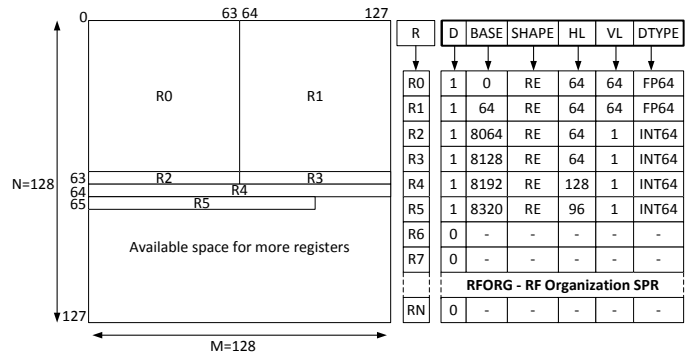 0 63 64 127
R0 R1
63 R2 R3
N=128 64 R4
65 R5
Available space for more registers
127
M=128
R D BASE SHAPE HL VL DTYPE
R0 1 0 RE 64 64 FP64
R1 1 64 RE 64 64 FP64
R2 1 8064 RE 64 1 INT64
R3 1 8128 RE 64 1 INT64
R4 1 8192 RE 128 1 INT64
R5 1 8320 RE 96 1 INT64
R6 0 - - - - -
R7 0 - - - - -
RFORG - RF Organization SPR
RN 0 - - - - -